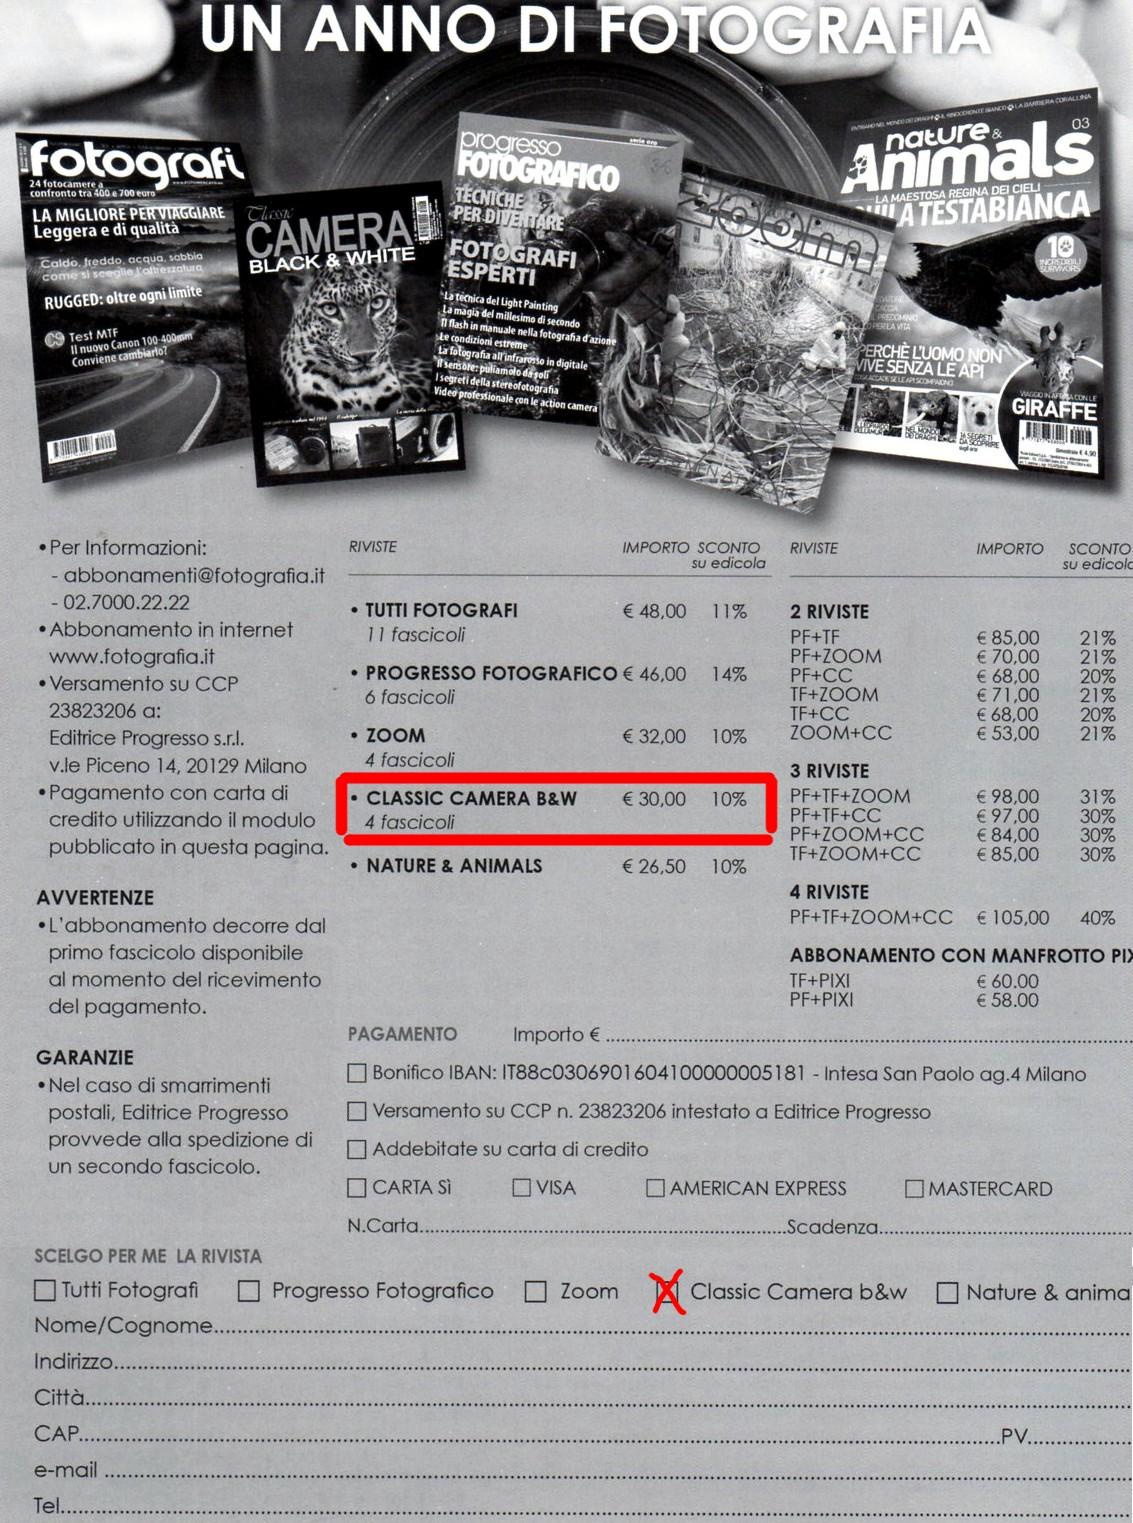 UN ANNO DI FOTOGRAFIA
fotografi
24 fotocamere a
confronto tra 400 e 700 euro
LA MIGLIORE PER VIAGGIARE
Leggera e di qualità
Caldo, freddo, acqua, sabbia
come si sceglie l'attrezzatura
RUGGED: oltre ogni limite
Test MTF
Il nuovo Canon 100-400mm
Conviene cambiarlo?
Classic
CAMERA
BLACK & WHITE
progresso
serie oro
FOTOGRAFICO
TECNICHE
PER DIVENTARE
FOTOGRAFI
ESPERTI
La tecnica del Light Painting
La magia del millesimo di secondo
Il flash in manuale nella fotografia d'azione
Le condizioni estreme
La fotografia all'infrarosso in digitale
Il sensore: puliamolo da soli
I segreti della stereofotografia
Video professionale con le action camera
zoom
nature &
Animals
03
LA MAESTOSA REGINA DEI CIELI
TESTABIANCA
10
INCREDIBILI
SURVIVORS
PERCHÈ L'UOMO NON
VIVE SENZA LE API
VIAGGIO IN AFRICA CON LE
GIRAFFE
€ 4,90
• Per Informazioni:
- abbonamenti@fotografia.it
- 02.7000.22.22
• Abbonamento in internet
www.fotografia.it
• Versamento su CCP
23823206 a:
Editrice Progresso s.r.l.
v.le Piceno 14, 20129 Milano
• Pagamento con carta di
credito utilizzando il modulo
pubblicato in questa pagina.
AVVERTENZE
• L'abbonamento decorre dal
primo fascicolo disponibile
al momento del ricevimento
del pagamento.
GARANZIE
• Nel caso di smarrimenti
postali, Editrice Progresso
provvede alla spedizione di
un secondo fascicolo.
RIVISTE IMPORTO SCONTO
su edicola
• TUTTI FOTOGRAFI € 48,00 11%
11 fascicoli
• PROGRESSO FOTOGRAFICO € 46,00 14%
6 fascicoli
• ZOOM € 32,00 10%
4 fascicoli
• CLASSIC CAMERA B&W € 30,00 10%
4 fascicoli
• NATURE & ANIMALS € 26,50 10%
RIVISTE IMPORTO SCONTO
su edicola
2 RIVISTE
PF+TF € 85,00 21%
PF+ZOOM € 70,00 21%
PF+CC € 68,00 20%
TF+ZOOM € 71,00 21%
TF+CC € 68,00 20%
ZOOM+CC € 53,00 21%
3 RIVISTE
PF+TF+ZOOM € 98,00 31%
PF+TF+CC € 97,00 30%
PF+ZOOM+CC € 84,00 30%
TF+ZOOM+CC € 85,00 30%
4 RIVISTE
PF+TF+ZOOM+CC € 105,00 40%
ABBONAMENTO CON MANFROTTO PIX
TF+PIXI € 60.00
PF+PIXI € 58.00
PAGAMENTO Importo €
Bonifico IBAN: IT88c0306901604100000005181 - Intesa San Paolo ag.4 Milano
Versamento su CCP n. 23823206 intestato a Editrice Progresso
Addebitate su carta di credito
CARTA Sì VISA AMERICAN EXPRESS MASTERCARD
N.Carta Scadenza
SCELGO PER ME LA RIVISTA
Tutti Fotografi Progresso Fotografico Zoom X Classic Camera b&w Nature & anima
Nome/Cognome
Indirizzo
Città
CAP PV
e-mail
Tel